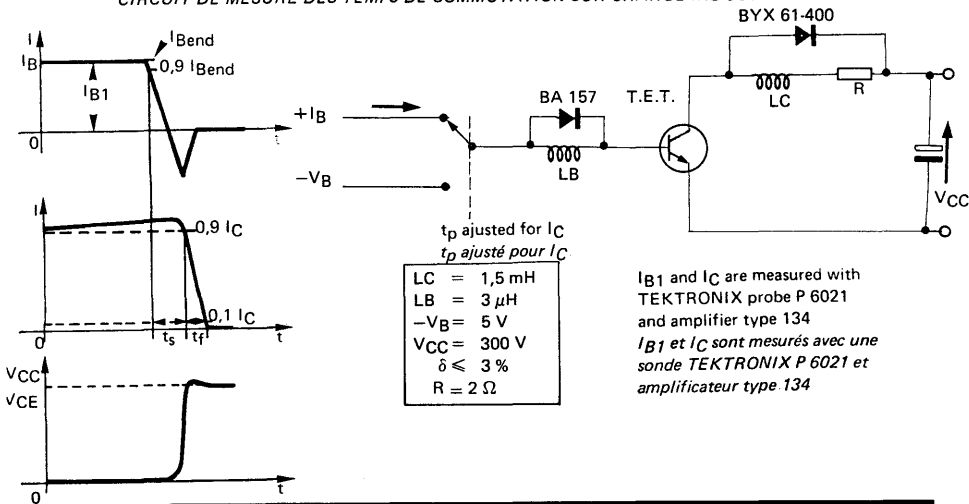 BYX 61-400
I
IBend
IB
0,9 IBend
IB1
0
t
+IB
BA 157
T.E.T.
LC
R
LB
−VB
VCC
I
0,9 IC
0,1 IC
ts
tf
t
0
tp ajusted for IC
tp ajusté pour IC
LC = 1,5 mH
LB = 3 µH
−VB = 5 V
VCC = 300 V
δ ⩽ 3 %
R = 2 Ω
IB1 and IC are measured with
TEKTRONIX probe P 6021
and amplifier type 134
IB1 et IC sont mesurés avec une
sonde TEKTRONIX P 6021 et
amplificateur type 134
VCC
VCE
0
t